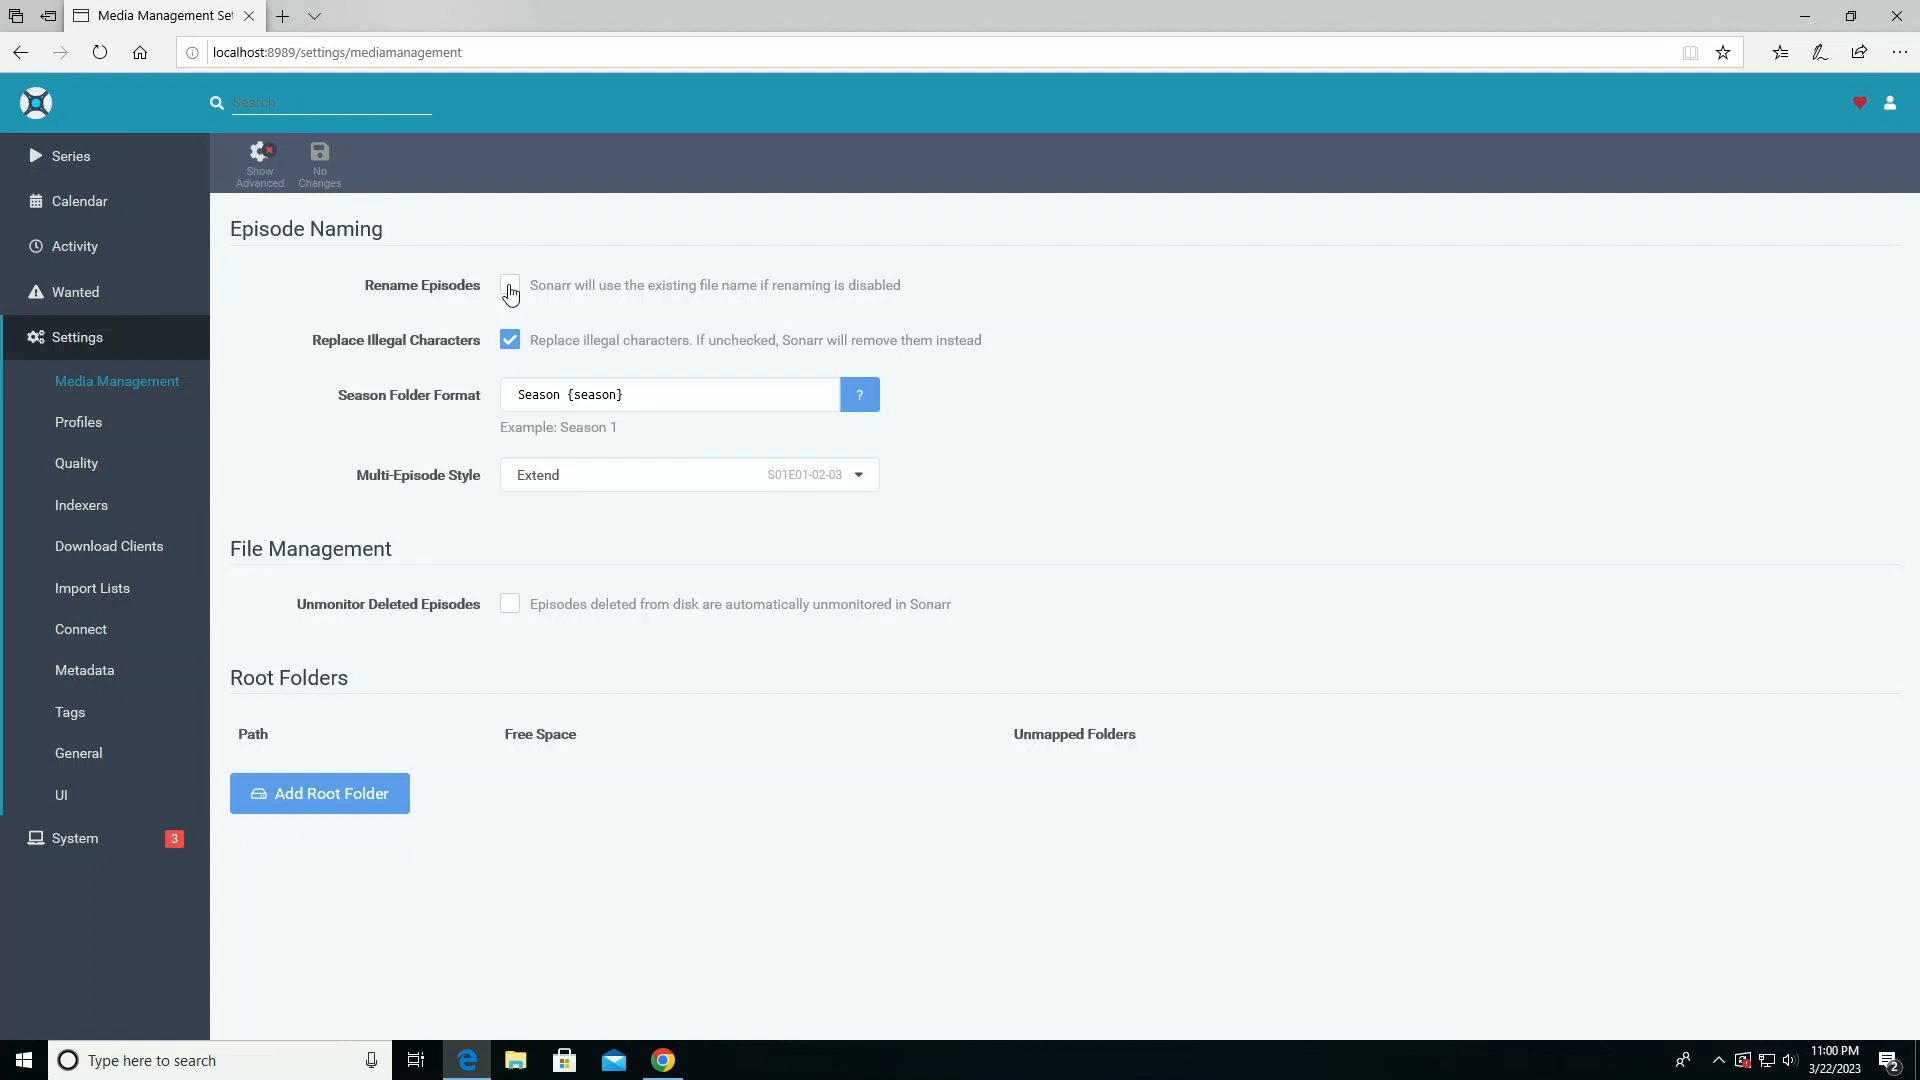 Media Management Set
localhost:8989/settings/mediamanagement
Search
Series
Calendar
Activity
Wanted
Settings
Media Management
Profiles
Quality
Indexers
Download Clients
Import Lists
Connect
Metadata
Tags
General
UI
System 3
Show Advanced
No Changes
Episode Naming
Rename Episodes Sonarr will use the existing file name if renaming is disabled
Replace Illegal Characters Replace illegal characters. If unchecked, Sonarr will remove them instead
Season Folder Format Season {season} ?
Example: Season 1
Multi-Episode Style Extend S01E01-02-03
File Management
Unmonitor Deleted Episodes Episodes deleted from disk are automatically unmonitored in Sonarr
Root Folders
Path Free Space Unmapped Folders
Add Root Folder
Type here to search
11:00 PM
3/22/2023
2